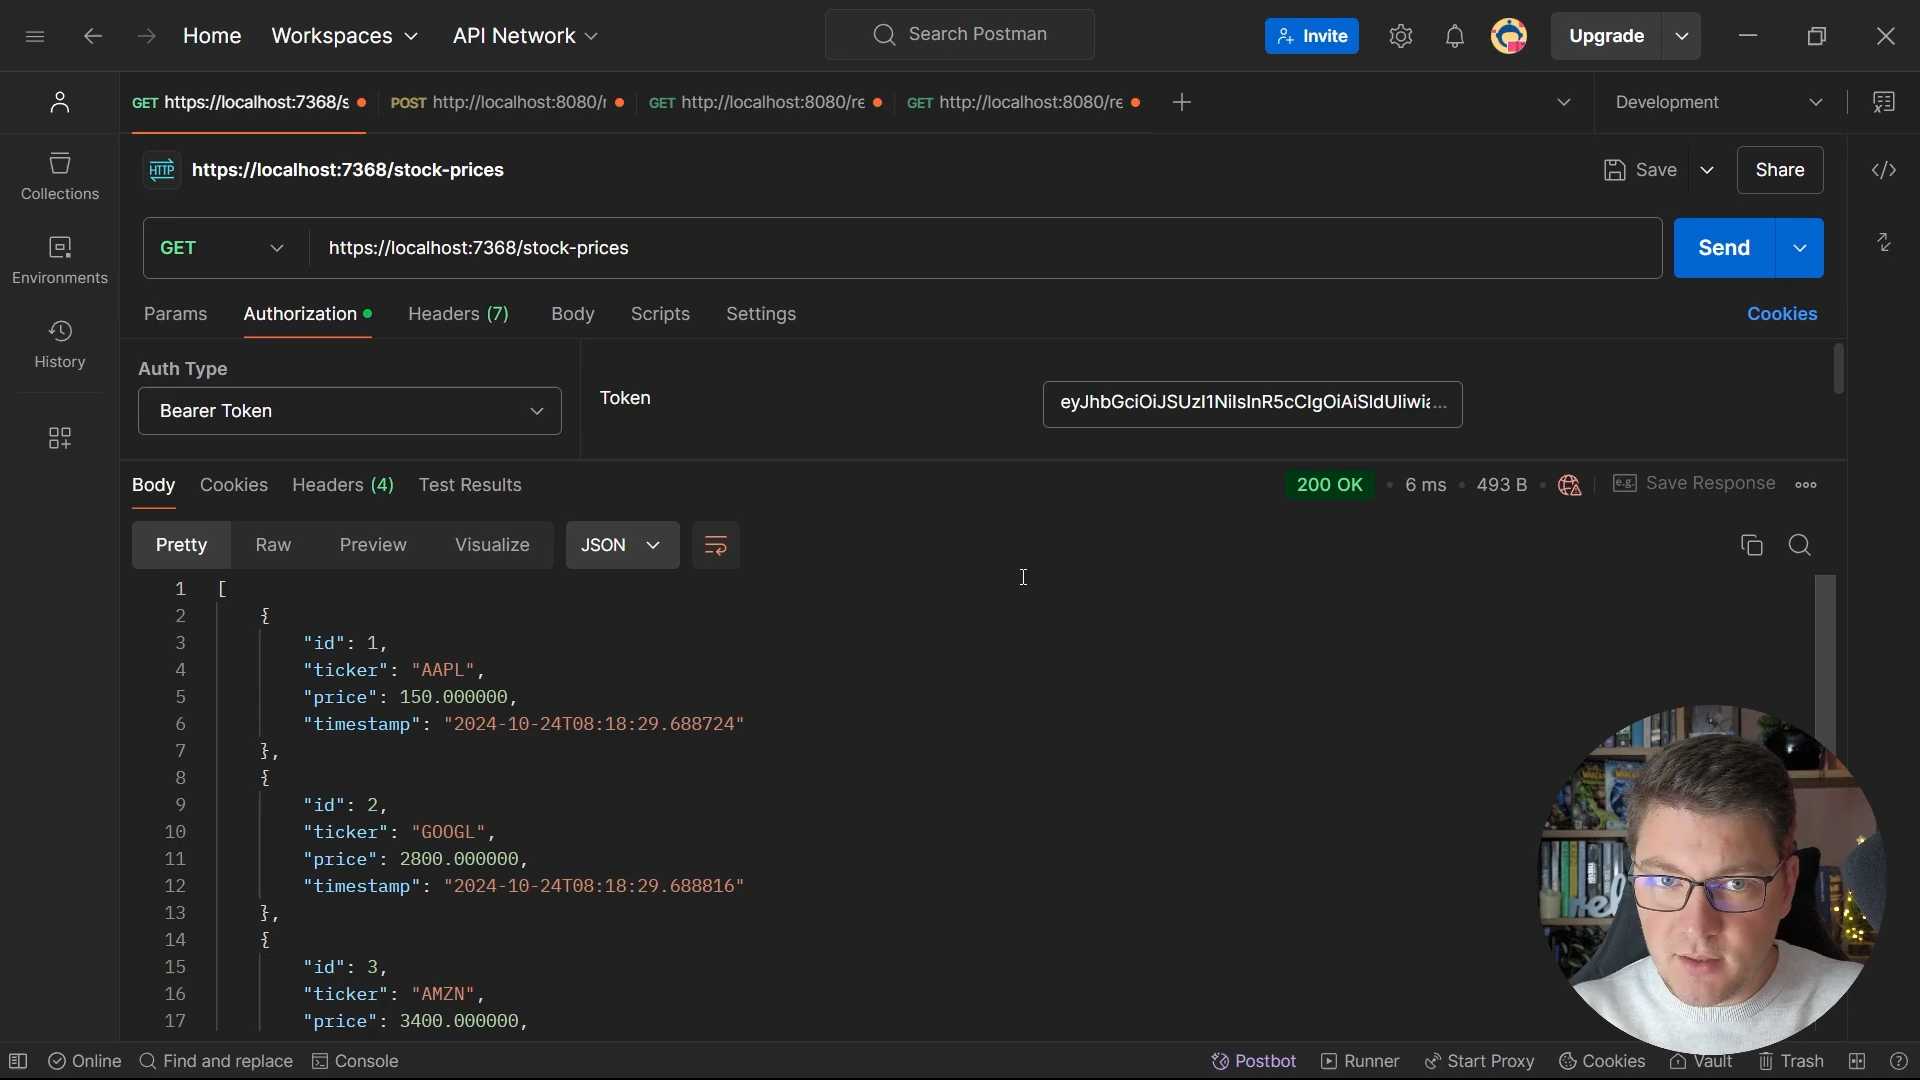 Home Workspaces API Network Search Postman Invite Upgrade
GET https://localhost:7368/s POST http://localhost:8080/r GET http://localhost:8080/re GET http://localhost:8080/re Development
HTTP https://localhost:7368/stock-prices Save Share
GET https://localhost:7368/stock-prices Send
Params Authorization Headers (7) Body Scripts Settings Cookies
Collections
Environments
History
Auth Type
Bearer Token
Token
Body Cookies Headers (4) Test Results 200 OK • 6 ms • 493 B • e.g. Save Response
Pretty Raw Preview Visualize JSON
1 [
2 {
3 "id": 1,
4 "ticker": "AAPL",
5 "price": 150.000000,
6 "timestamp": "2024-10-24T08:18:29.688724"
7 },
8 {
9 "id": 2,
10 "ticker": "GOOGL",
11 "price": 2800.000000,
12 "timestamp": "2024-10-24T08:18:29.688816"
13 },
14 {
15 "id": 3,
16 "ticker": "AMZN",
17 "price": 3400.000000,
Online Find and replace Console Postbot Runner Start Proxy Cookies Vault Trash